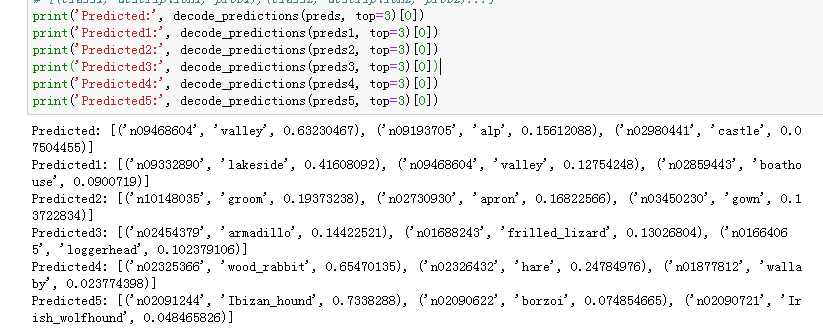 print('Predicted:', decode_predictions(preds, top=3)[0])
print('Predicted1:', decode_predictions(preds1, top=3)[0])
print('Predicted2:', decode_predictions(preds2, top=3)[0])
print('Predicted3:', decode_predictions(preds3, top=3)[0])
print('Predicted4:', decode_predictions(preds4, top=3)[0])
print('Predicted5:', decode_predictions(preds5, top=3)[0])
Predicted: [('n09468604', 'valley', 0.63230467), ('n09193705', 'alp', 0.15612088), ('n02980441', 'castle', 0.0
7504455)]
Predicted1: [('n09332890', 'lakeside', 0.41608092), ('n09468604', 'valley', 0.12754248), ('n02859443', 'boatho
use', 0.0900719)]
Predicted2: [('n10148035', 'groom', 0.19373238), ('n02730930', 'apron', 0.16822566), ('n03450230', 'gown', 0.1
3722834)]
Predicted3: [('n02454379', 'armadillo', 0.14422521), ('n01688243', 'frilled_lizard', 0.13026804), ('n0166406
5', 'loggerhead', 0.102379106)]
Predicted4: [('n02325366', 'wood_rabbit', 0.65470135), ('n02326432', 'hare', 0.24784976), ('n01877812', 'walla
by', 0.023774398)]
Predicted5: [('n02091244', 'Ibizan_hound', 0.7338288), ('n02090622', 'borzoi', 0.074854665), ('n02090721', 'Ir
ish_wolfhound', 0.048465826)]